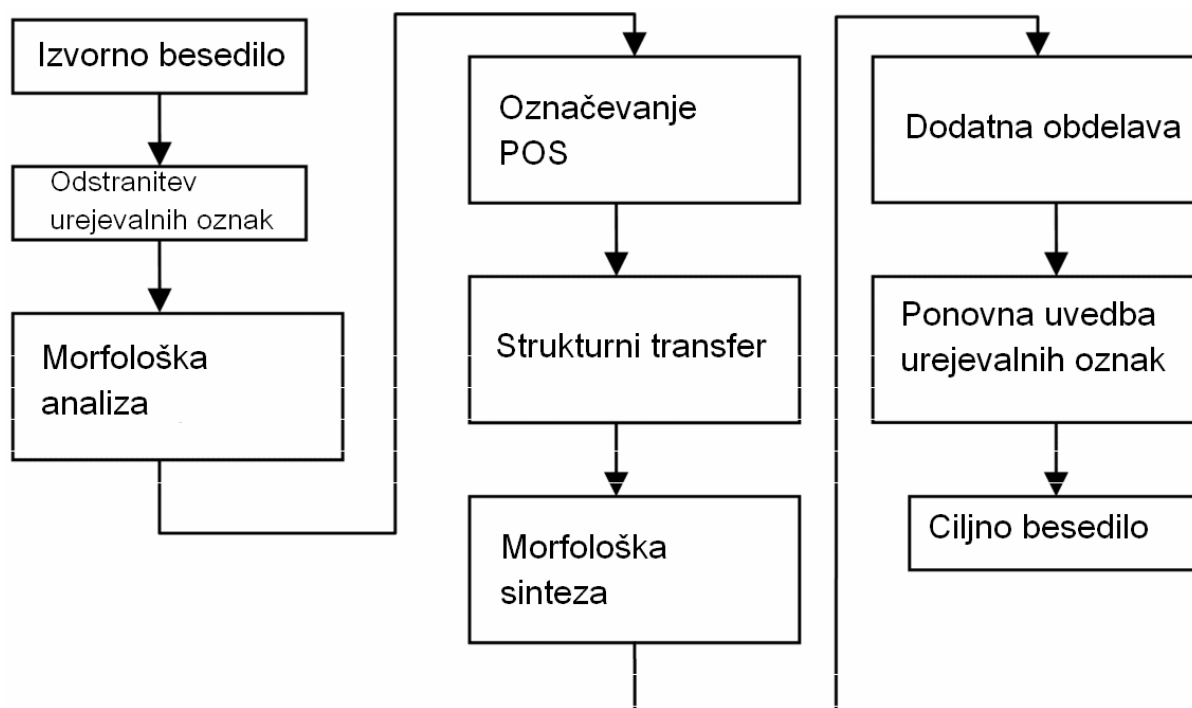 Izvorno besedilo
Odstranitev
urejevalnih oznak
Morfološka
analiza
Označevanje
POS
Strukturni transfer
Morfološka
sinteza
Dodatna obdelava
Ponovna uvedba
urejevalnih oznak
Ciljno besedilo